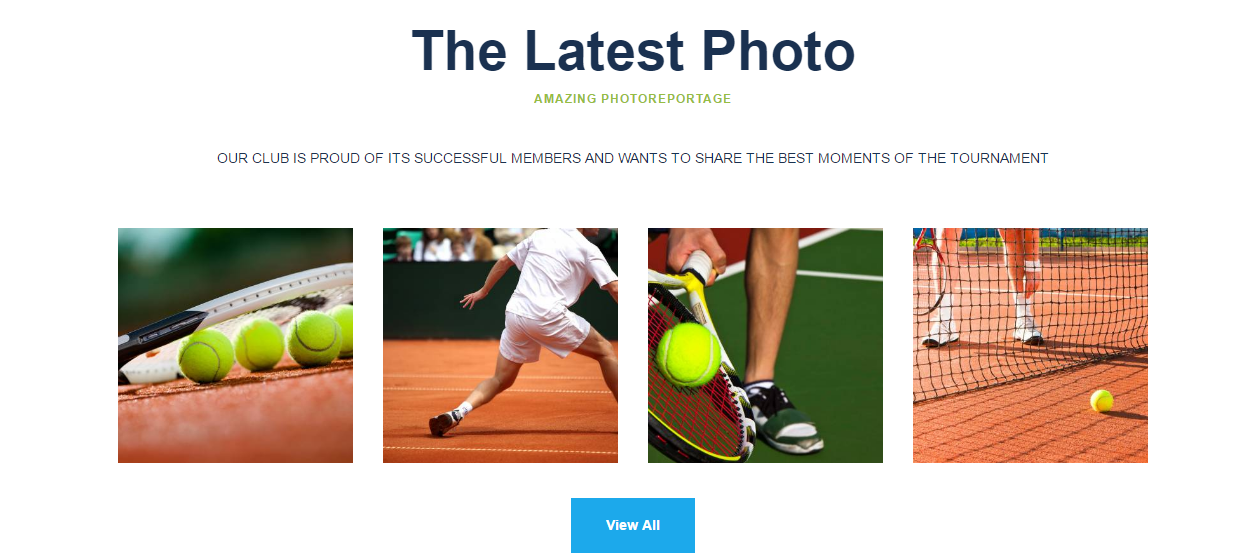 The Latest Photo
AMAZING PHOTOREPORTAGE
OUR CLUB IS PROUD OF ITS SUCCESSFUL MEMBERS AND WANTS TO SHARE THE BEST MOMENTS OF THE TOURNAMENT
View All